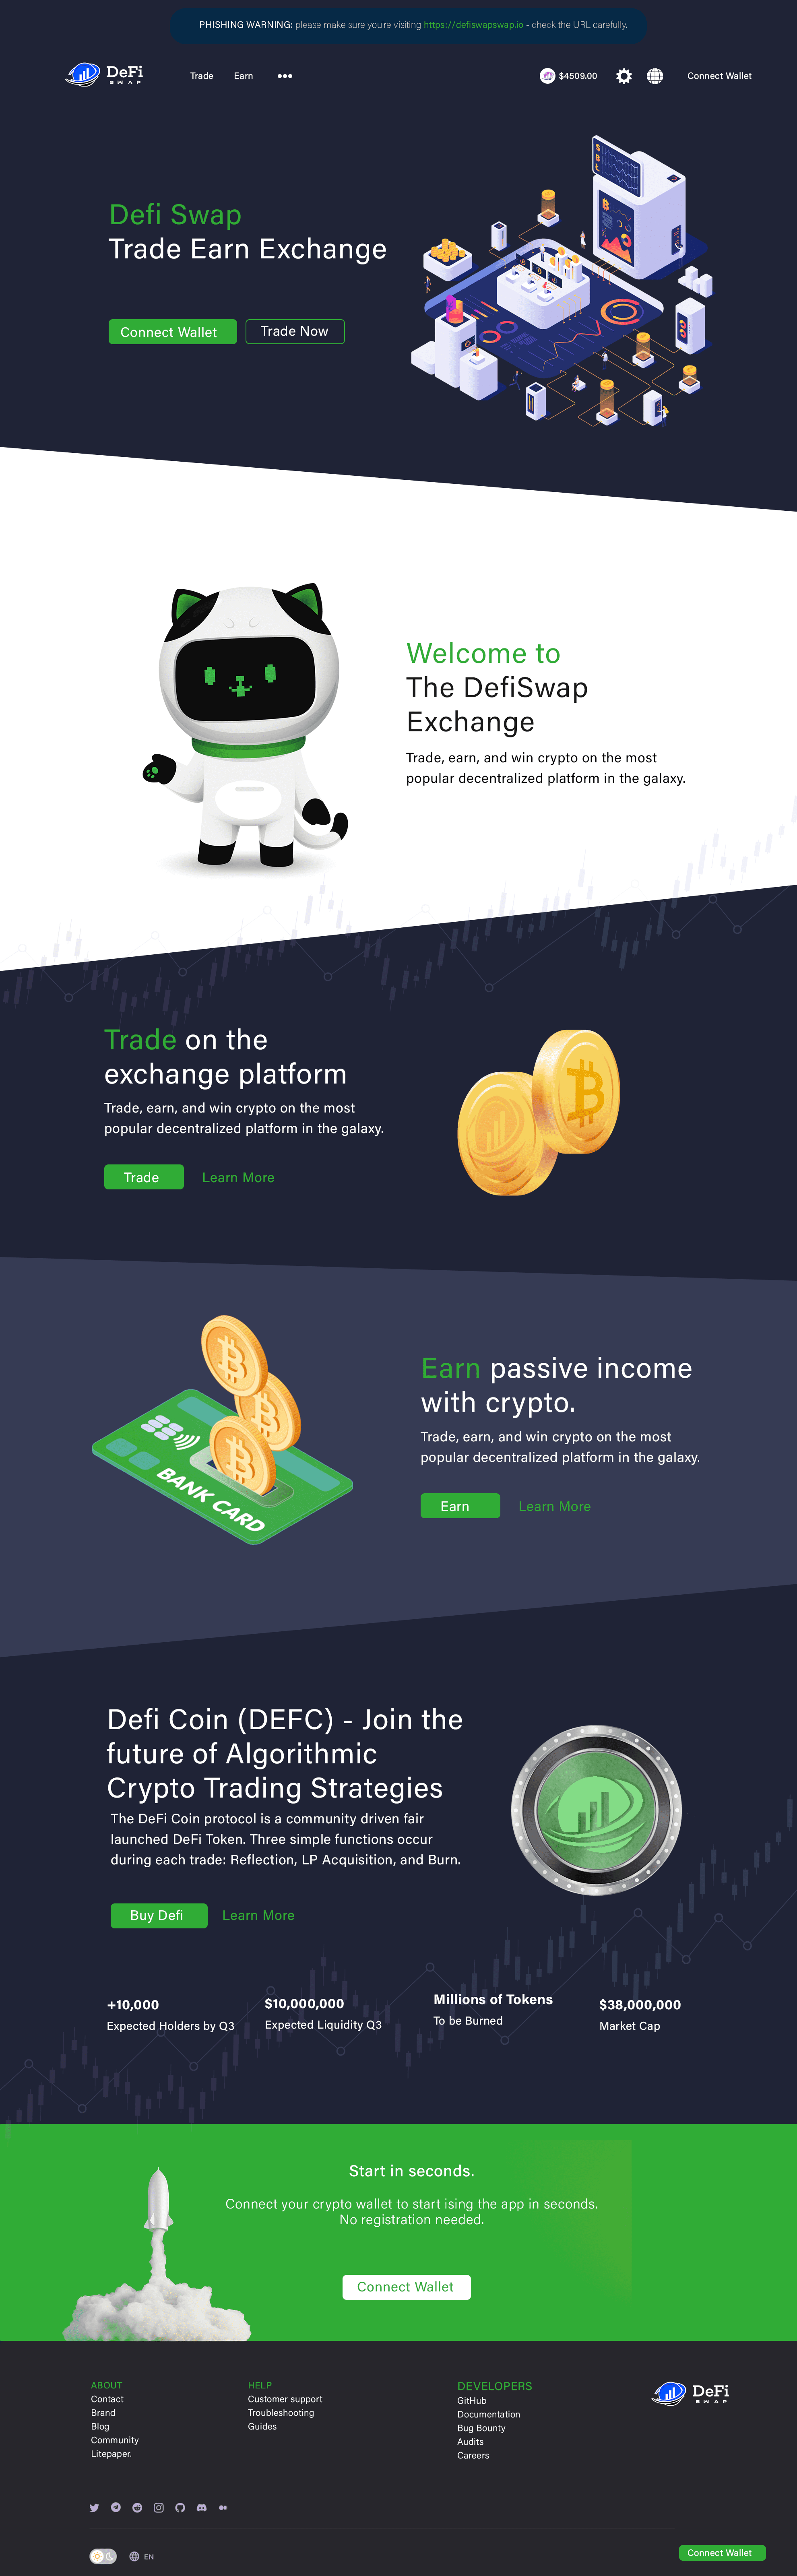 PHISHING WARNING: please make sure you're visiting https://defiswapswap.io - check the URL carefully.
DeFi
SWAP
Trade Earn
$4509.00
Connect Wallet
Defi Swap
Trade Earn Exchange
Connect Wallet
Trade Now
Welcome to
The DefiSwap
Exchange
Trade, earn, and win crypto on the most
popular decentralized platform in the galaxy.
Trade on the
exchange platform
Trade, earn, and win crypto on the most
popular decentralized platform in the galaxy.
Trade
Learn More
BANK CARD
Earn passive income
with crypto.
Trade, earn, and win crypto on the most
popular decentralized platform in the galaxy.
Earn
Learn More
Defi Coin (DEFC) - Join the
future of Algorithmic
Crypto Trading Strategies
The DeFi Coin protocol is a community driven fair
launched DeFi Token. Three simple functions occur
during each trade: Reflection, LP Acquisition, and Burn.
Buy Defi
Learn More
+10,000
Expected Holders by Q3
$10,000,000
Expected Liquidity Q3
Millions of Tokens
To be Burned
$38,000,000
Market Cap
Start in seconds.
Connect your crypto wallet to start ising the app in seconds.
No registration needed.
Connect Wallet
ABOUT
Contact
Brand
Blog
Community
Litepaper.
HELP
Customer support
Troubleshooting
Guides
DEVELOPERS
GitHub
Documentation
Bug Bounty
Audits
Careers
DeFi
SWAP
EN
Connect Wallet